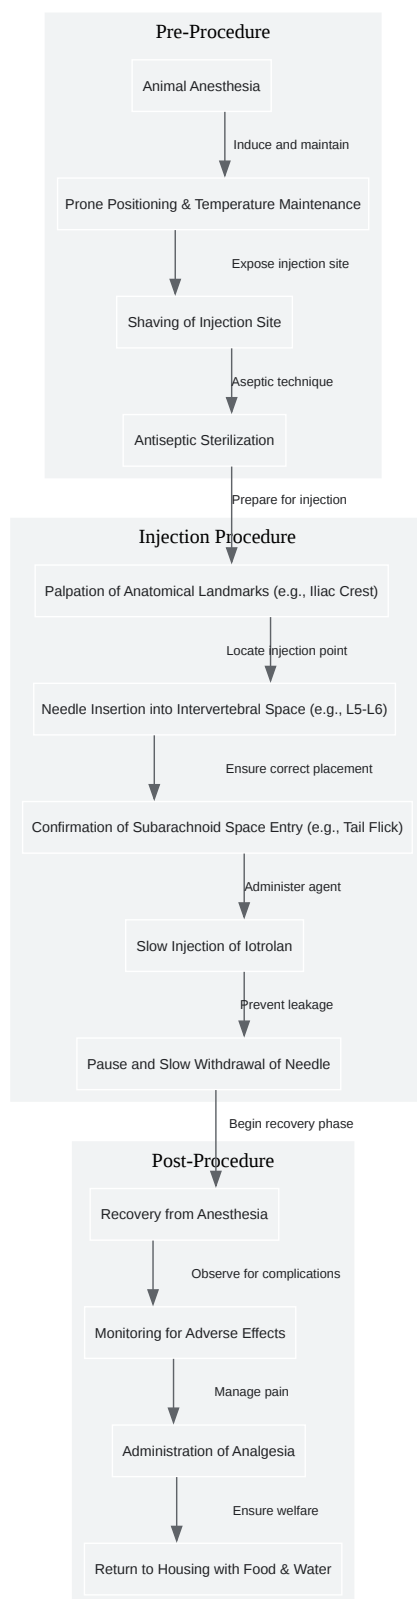 Pre-Procedure
Animal Anesthesia
Induce and maintain
Prone Positioning & Temperature Maintenance
Expose injection site
Shaving of Injection Site
Aseptic technique
Antiseptic Sterilization
Prepare for injection
Injection Procedure
Palpation of Anatomical Landmarks (e.g., Iliac Crest)
Locate injection point
Needle Insertion into Intervertebral Space (e.g., L5-L6)
Ensure correct placement
Confirmation of Subarachnoid Space Entry (e.g., Tail Flick)
Administer agent
Slow Injection of Iotrolan
Prevent leakage
Pause and Slow Withdrawal of Needle
Begin recovery phase
Post-Procedure
Recovery from Anesthesia
Observe for complications
Monitoring for Adverse Effects
Manage pain
Administration of Analgesia
Ensure welfare
Return to Housing with Food & Water